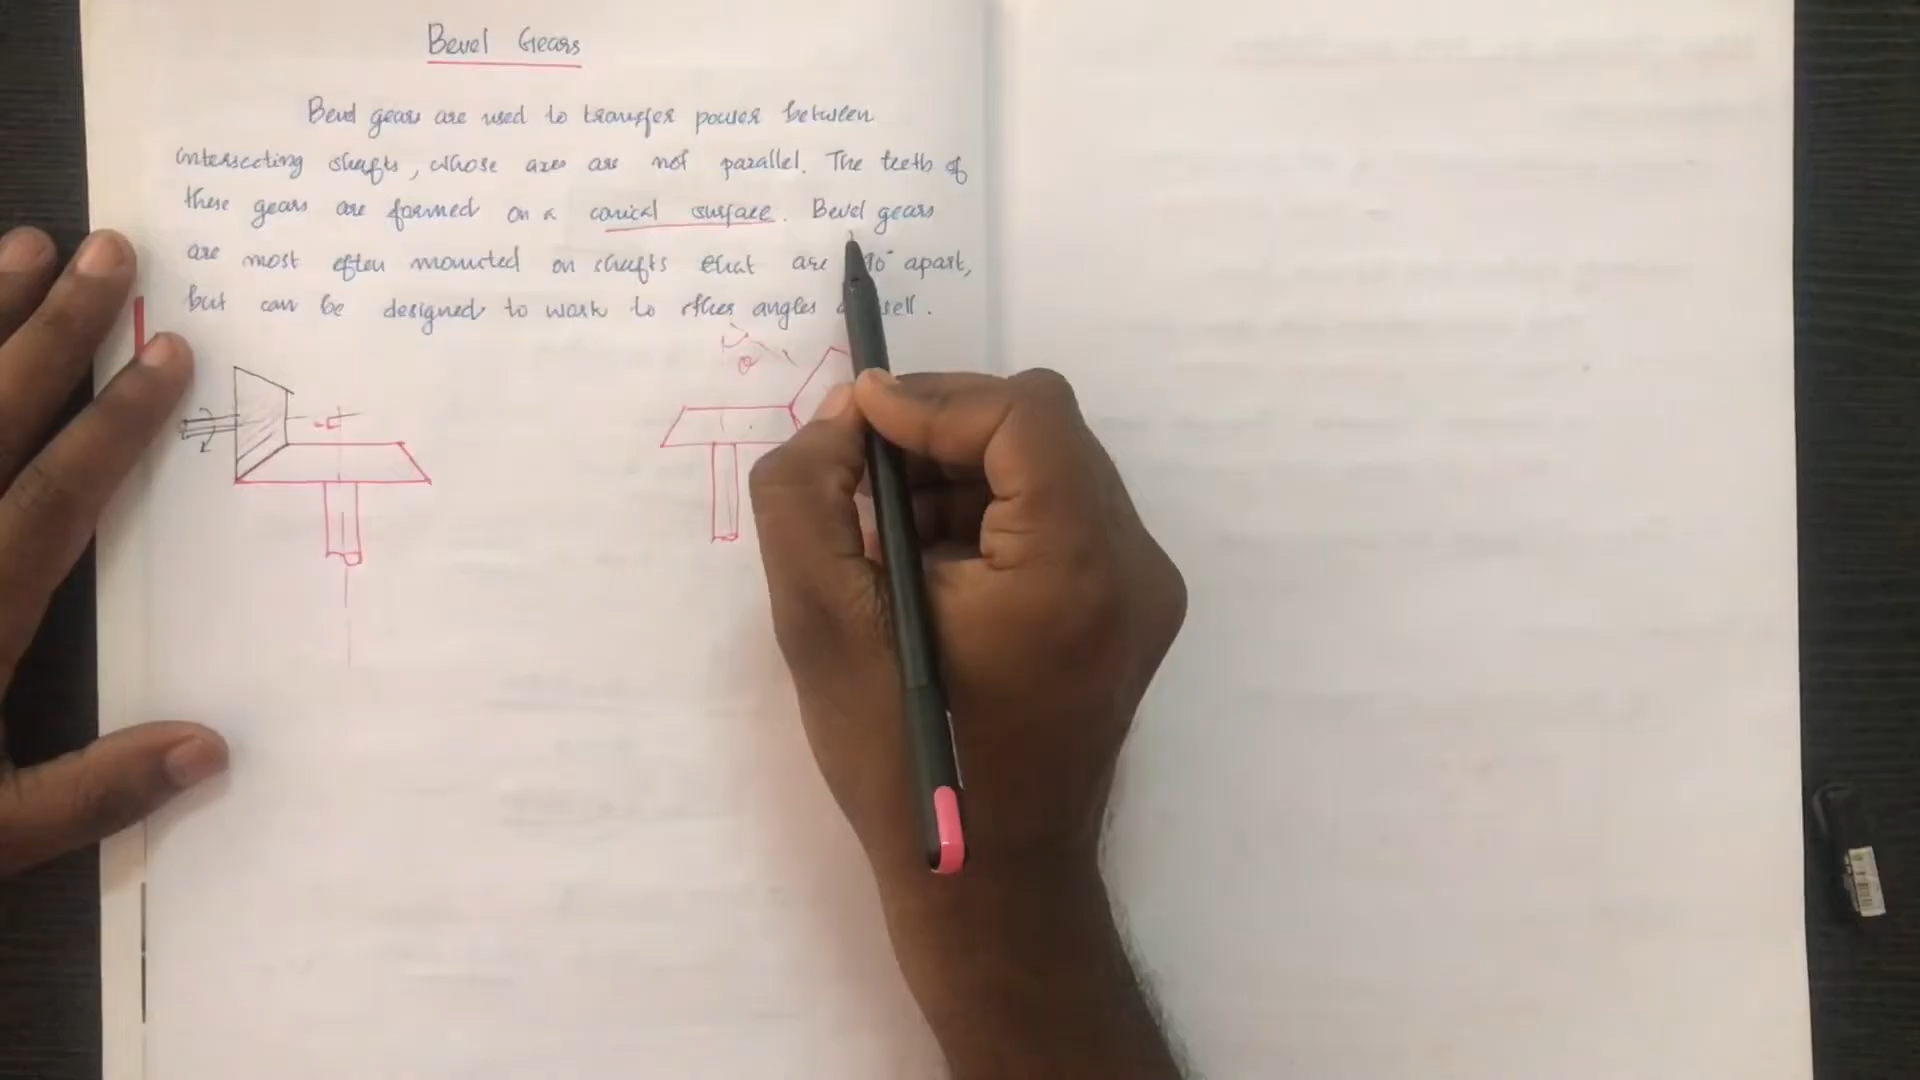 Bevel Gears
Bevel gears are used to transfer power between
intersecting shafts, whose axes are not parallel. The teeth of
these gears are formed on a conical surface. Bevel gears
are most often mounted on shafts that are 90° apart,
but can be designed to work to other angles as well.
θ